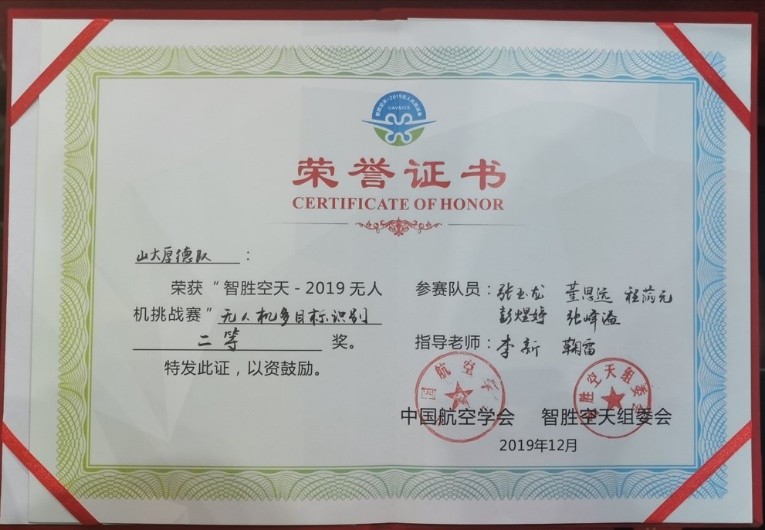 荣誉证书
CERTIFICATE OF HONOR
山大厚德队：
荣获“智胜空天-2019无人
机挑战赛”无人机多目标识别
二等 奖。
特发此证，以资鼓励。
参赛队员：张玉龙 董思远 程荫元
彭煜婷 张峰溢
指导老师：李新 鞠雷
中国航空学会 智胜空天组委会
2019年12月